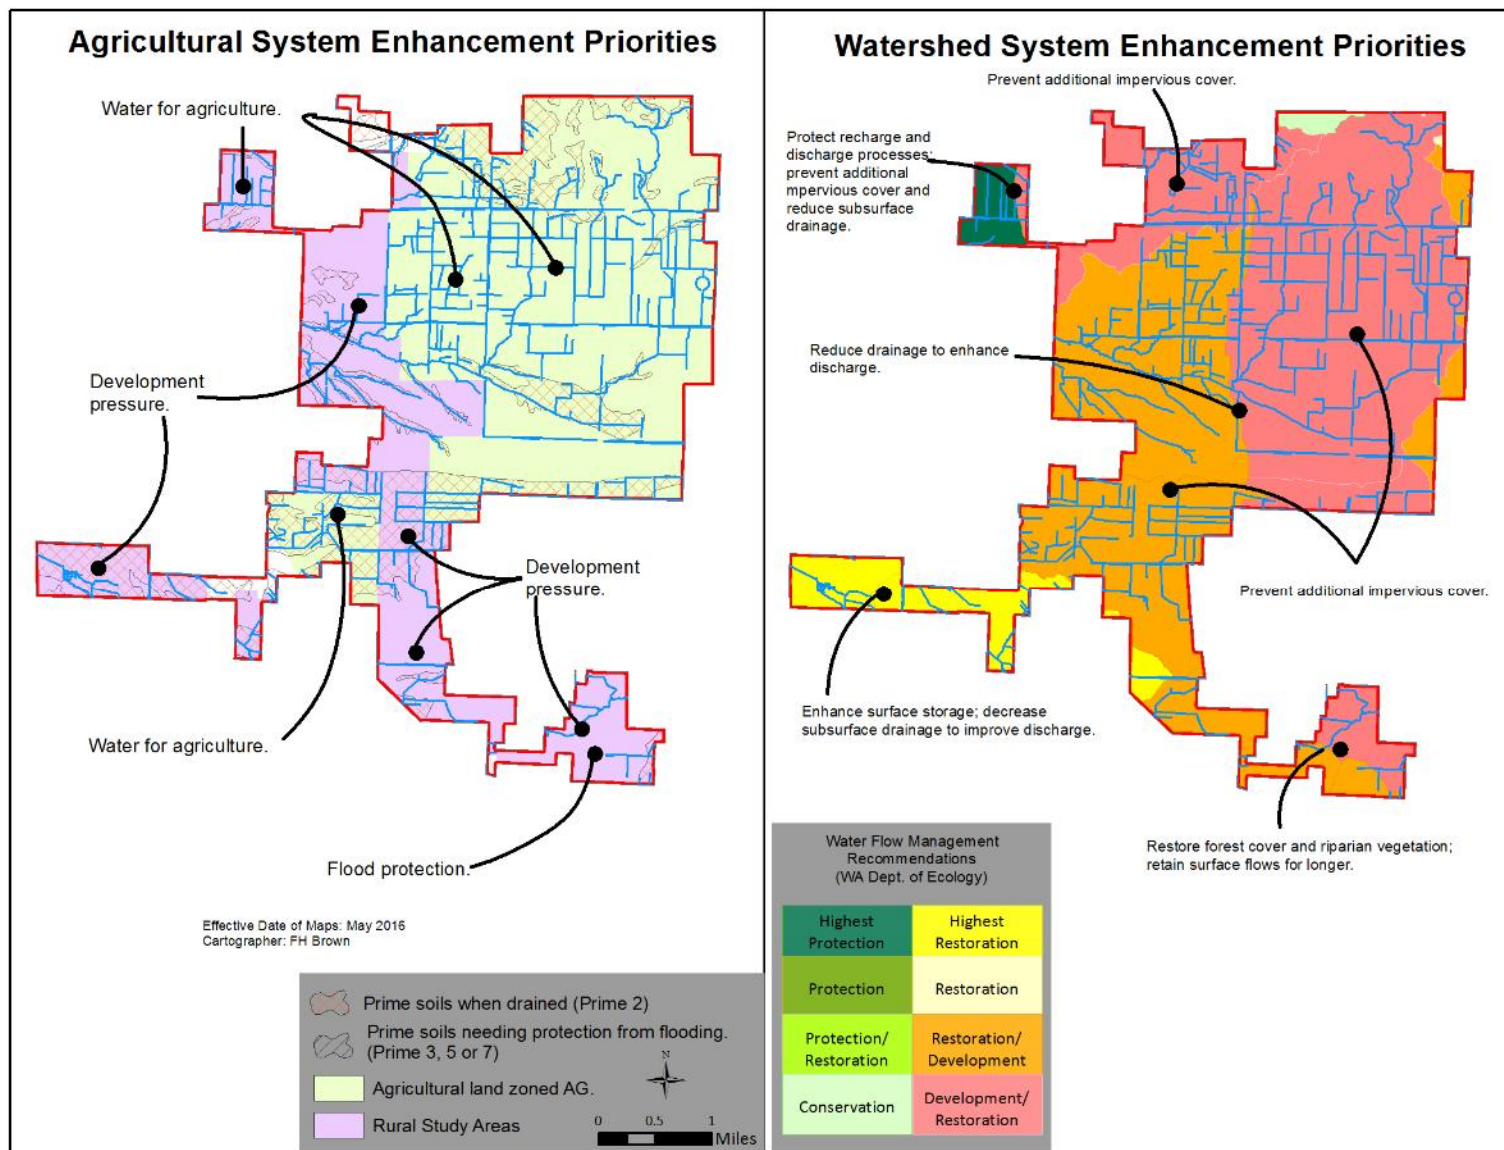 Agricultural System Enhancement Priorities
Water for agriculture.
Development
pressure.
Development
pressure.
Water for agriculture.
Flood protection.
Effective Date of Maps: May 2016
Cartographer: FH Brown
Prime soils when drained (Prime 2)
Prime soils needing protection from flooding.
(Prime 3, 5 or 7)
Agricultural land zoned AG.
Rural Study Areas
N
0 0.5 1
Miles
Watershed System Enhancement Priorities
Prevent additional impervious cover.
Protect recharge and
discharge processes;
prevent additional
mpervious cover and
reduce subsurface
drainage.
Reduce drainage to enhance
discharge.
Prevent additional impervious cover.
Enhance surface storage; decrease
subsurface drainage to improve discharge.
Restore forest cover and riparian vegetation;
retain surface flows for longer.
Water Flow Management
Recommendations
(WA Dept. of Ecology)
Highest
Protection
Highest
Restoration
Protection
Restoration
Protection/
Restoration
Restoration/
Development
Conservation
Development/
Restoration